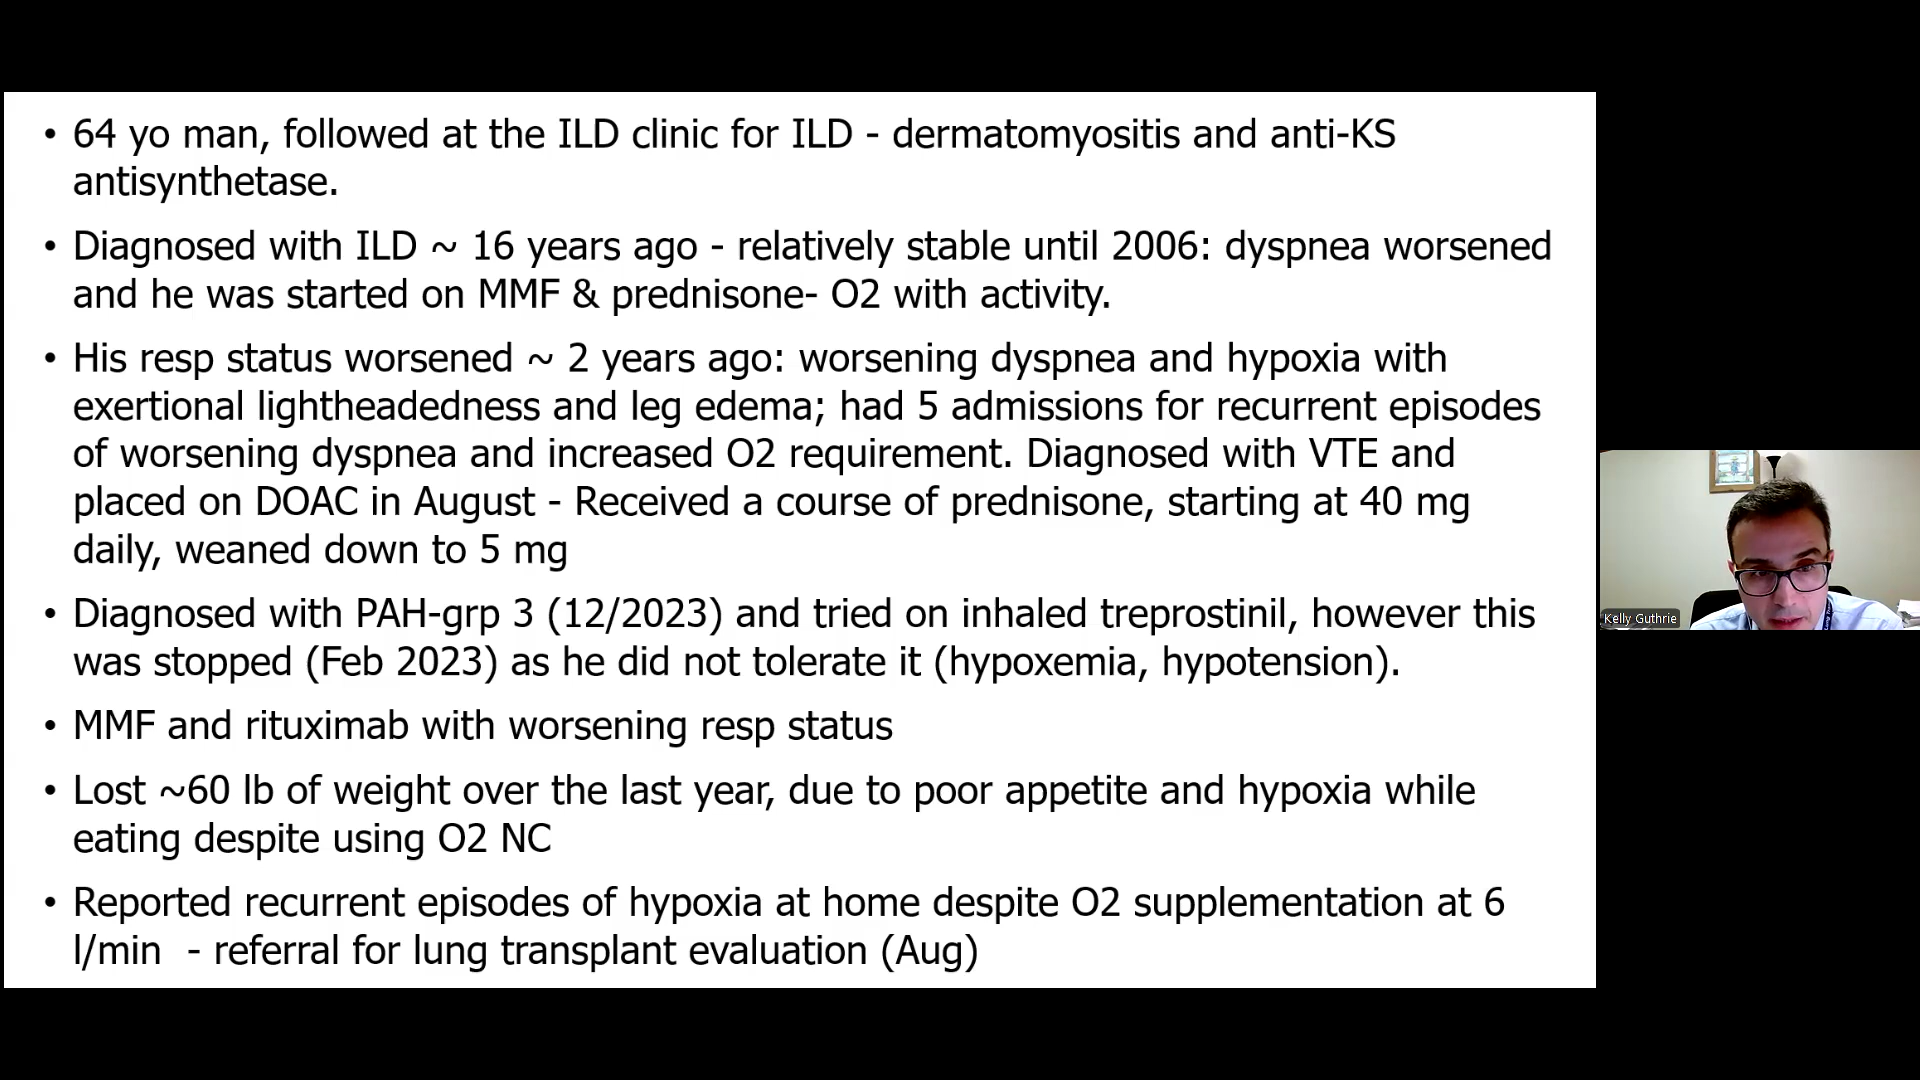 • 64 yo man, followed at the ILD clinic for ILD - dermatomyositis and anti-KS
antisynthetase.
• Diagnosed with ILD ~ 16 years ago - relatively stable until 2006: dyspnea worsened
and he was started on MMF & prednisone- O2 with activity.
• His resp status worsened ~ 2 years ago: worsening dyspnea and hypoxia with
exertional lightheadedness and leg edema; had 5 admissions for recurrent episodes
of worsening dyspnea and increased O2 requirement. Diagnosed with VTE and
placed on DOAC in August - Received a course of prednisone, starting at 40 mg
daily, weaned down to 5 mg
• Diagnosed with PAH-grp 3 (12/2023) and tried on inhaled treprostinil, however this
was stopped (Feb 2023) as he did not tolerate it (hypoxemia, hypotension).
• MMF and rituximab with worsening resp status
• Lost ~60 lb of weight over the last year, due to poor appetite and hypoxia while
eating despite using O2 NC
• Reported recurrent episodes of hypoxia at home despite O2 supplementation at 6
l/min - referral for lung transplant evaluation (Aug)
Kelly Guthrie